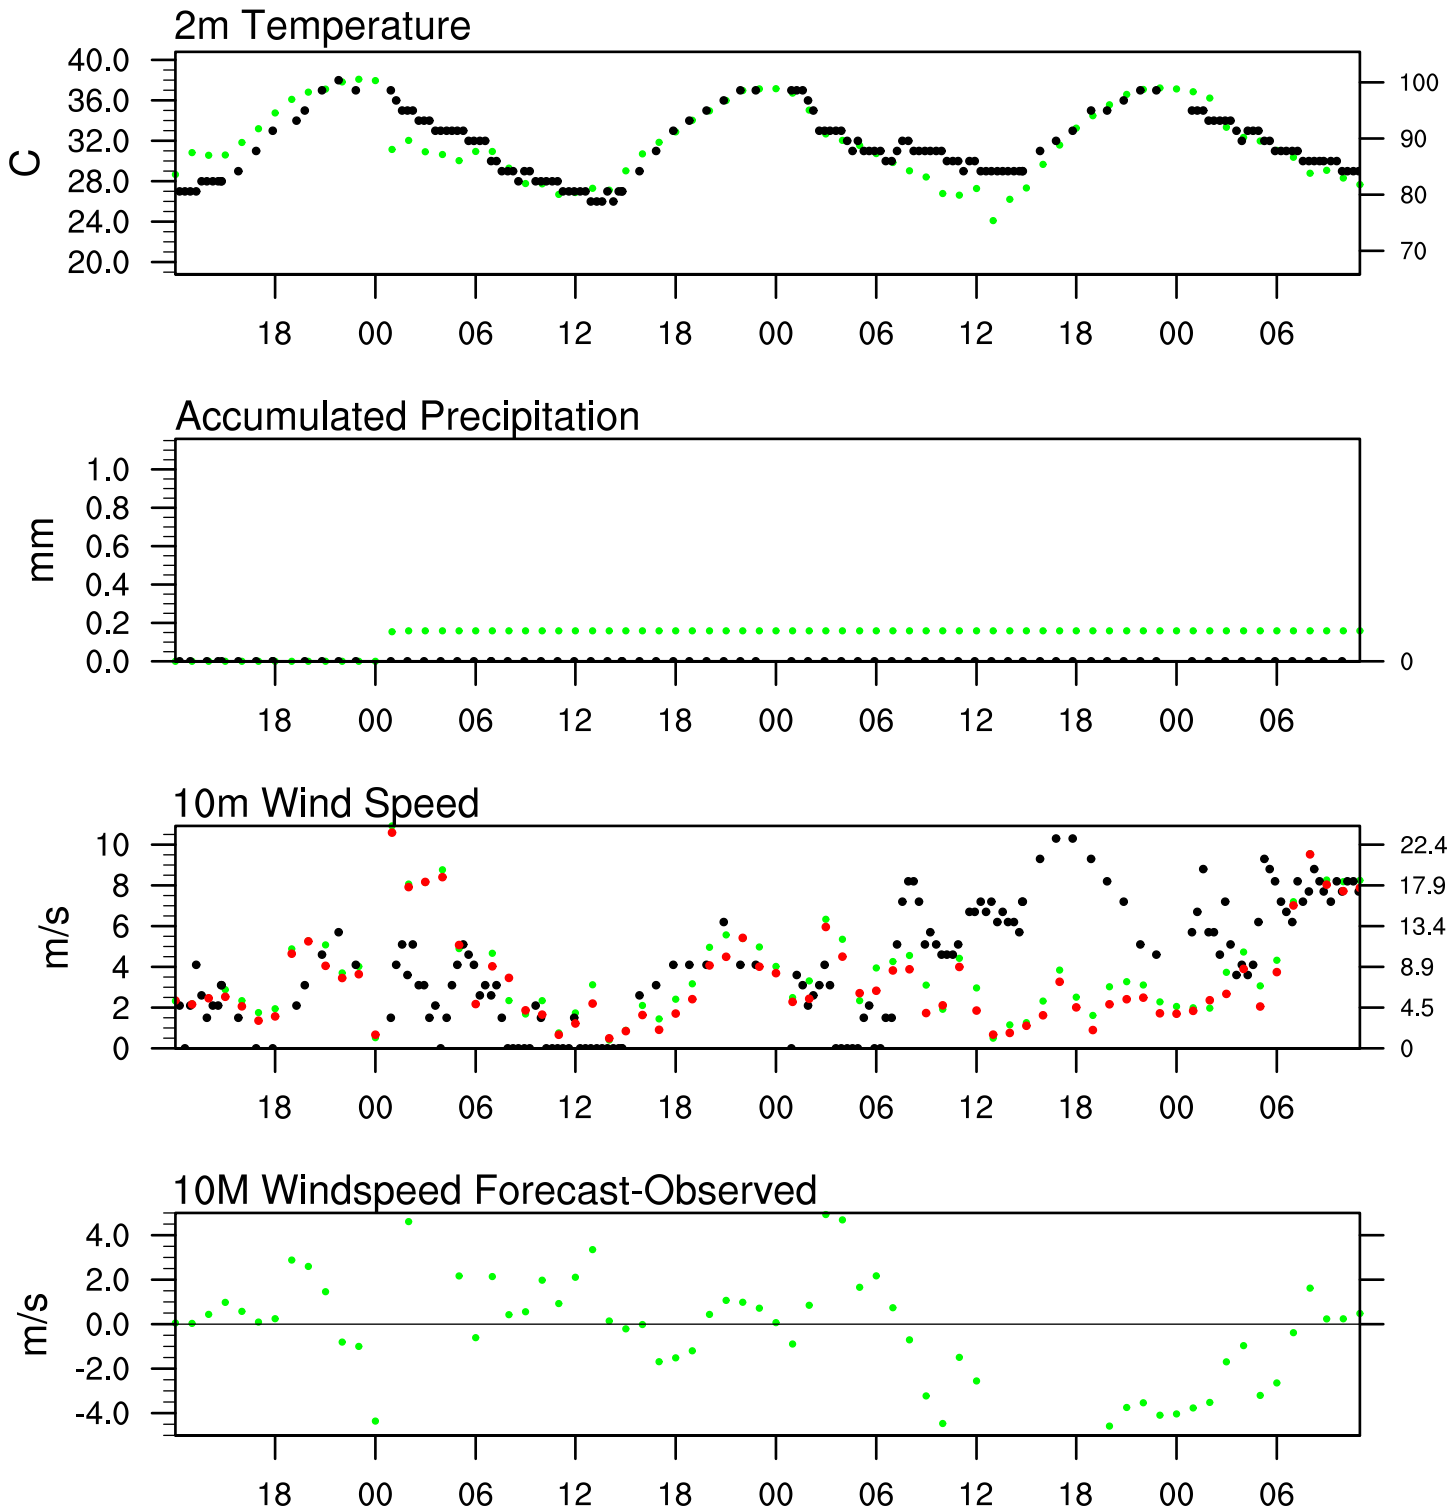 2m Temperature
40.0
36.0
32.0
28.0
24.0
20.0
C
100
90
80
70
18 00 06 12 18 00 06 12 18 00 06
Accumulated Precipitation
1.0
0.8
0.6
0.4
0.2
0.0
mm
0
18 00 06 12 18 00 06 12 18 00 06
10m Wind Speed
10
8
6
4
2
0
m/s
22.4
17.9
13.4
8.9
4.5
0
18 00 06 12 18 00 06 12 18 00 06
10M Windspeed Forecast-Observed
4.0
2.0
0.0
-2.0
-4.0
m/s
18 00 06 12 18 00 06 12 18 00 06